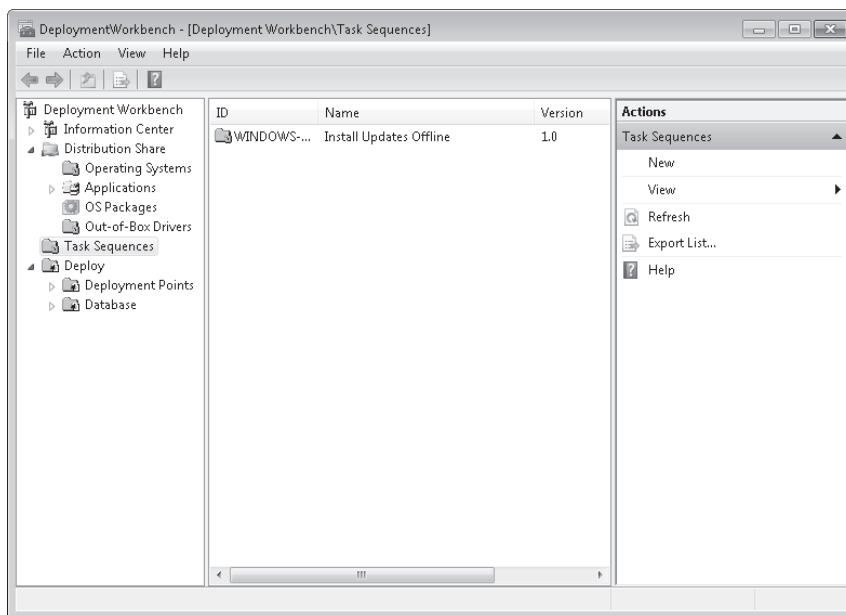 DeploymentWorkbench - [Deployment Workbench\Task Sequences]
File Action View Help
Deployment Workbench
Information Center
Distribution Share
Operating Systems
Applications
OS Packages
Out-of-Box Drivers
Task Sequences
Deploy
Deployment Points
Database
ID Name Version
WINDOWS-... Install Updates Offline 1.0
Actions
Task Sequences
New
View
Refresh
Export List...
Help